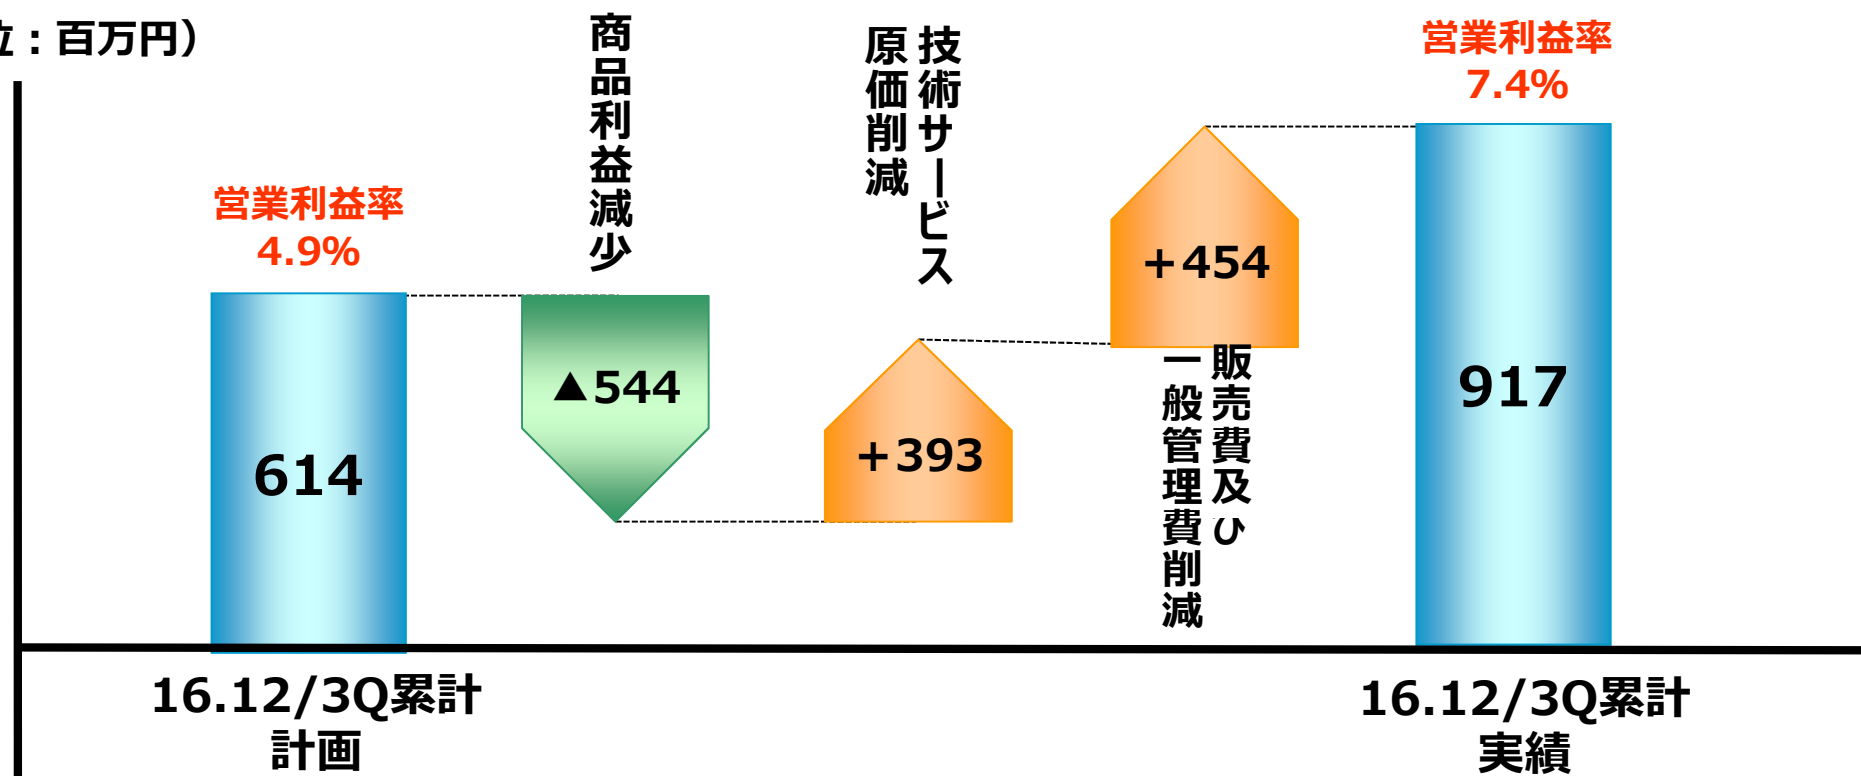 位：百万円）
営業利益率
4.9%
614
16.12/3Q累計
計画
商品利益減少
▲544
技術サービス
原価削減
+393
+454
販売費及び
一般管理費削減
営業利益率
7.4%
917
16.12/3Q累計
実績